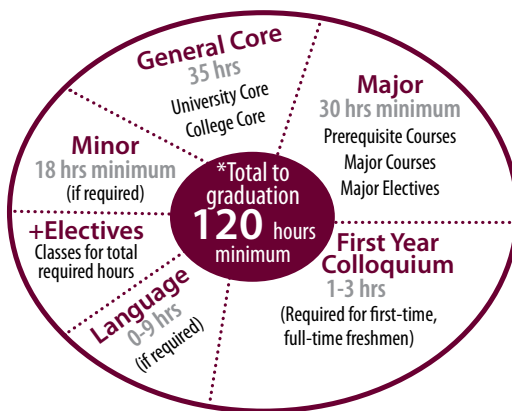 General Core
35 hrs
University Core
College Core
Major
30 hrs minimum
Prerequisite Courses
Major Courses
Major Electives
Minor
18 hrs minimum
(if required)
*Total to
graduation
120 hours
minimum
+Electives
Classes for total
required hours
First Year
Colloquium
1-3 hrs
(Required for first-time,
full-time freshmen)
Language
0-9 hrs
(if required)